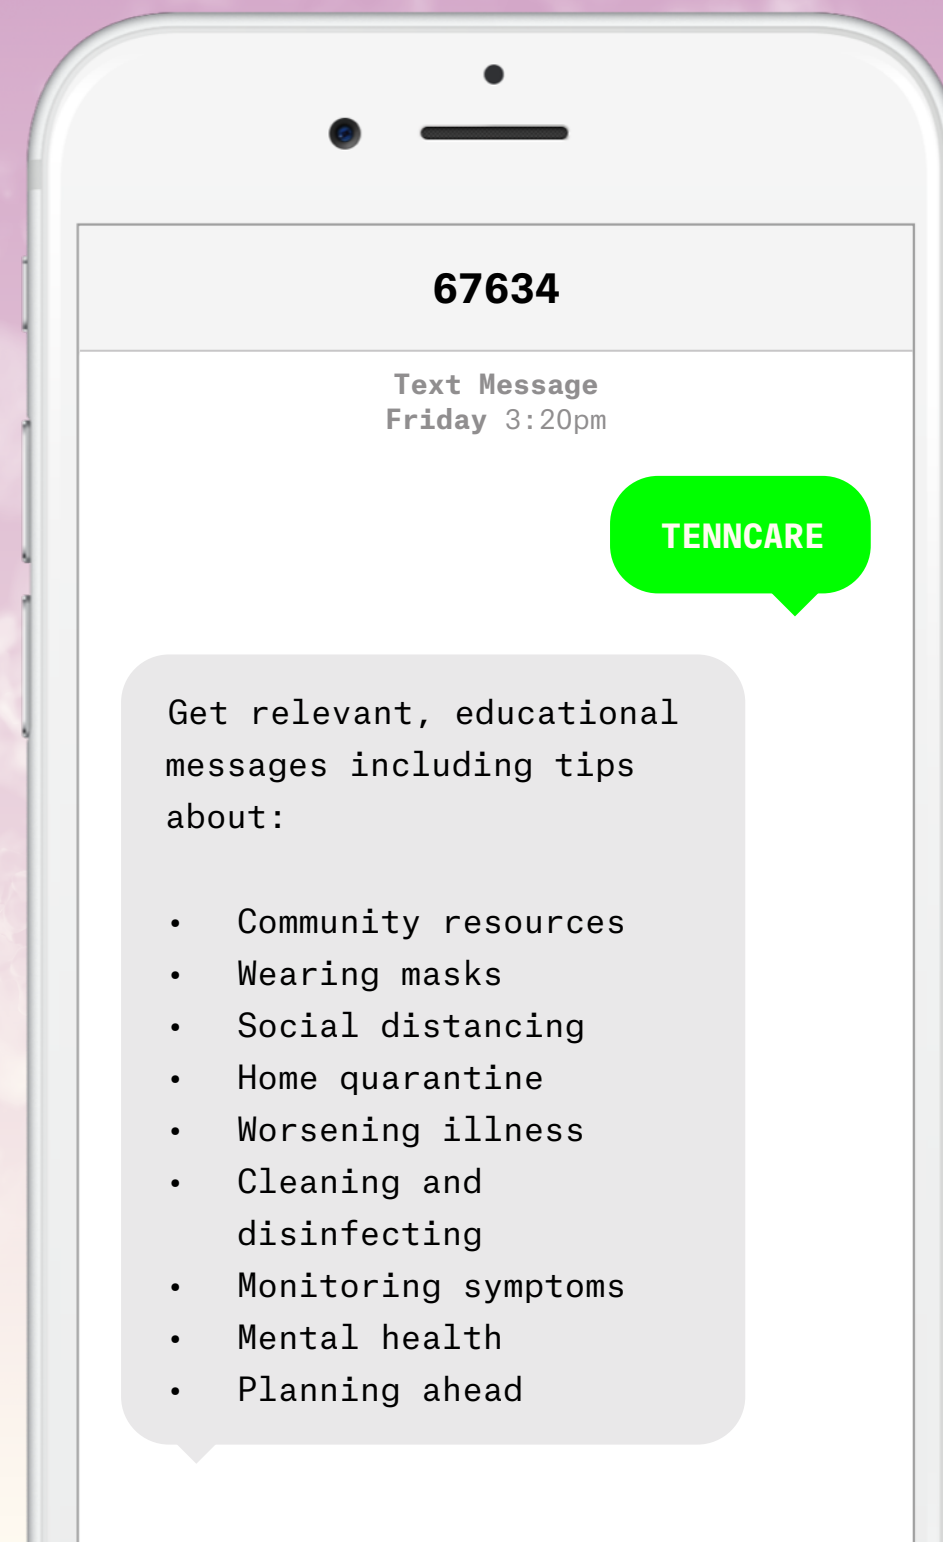 67634
Text Message
Friday 3:20pm
TENNCARE
Get relevant, educational
messages including tips
about:
• Community resources
• Wearing masks
• Social distancing
• Home quarantine
• Worsening illness
• Cleaning and
disinfecting
• Monitoring symptoms
• Mental health
• Planning ahead